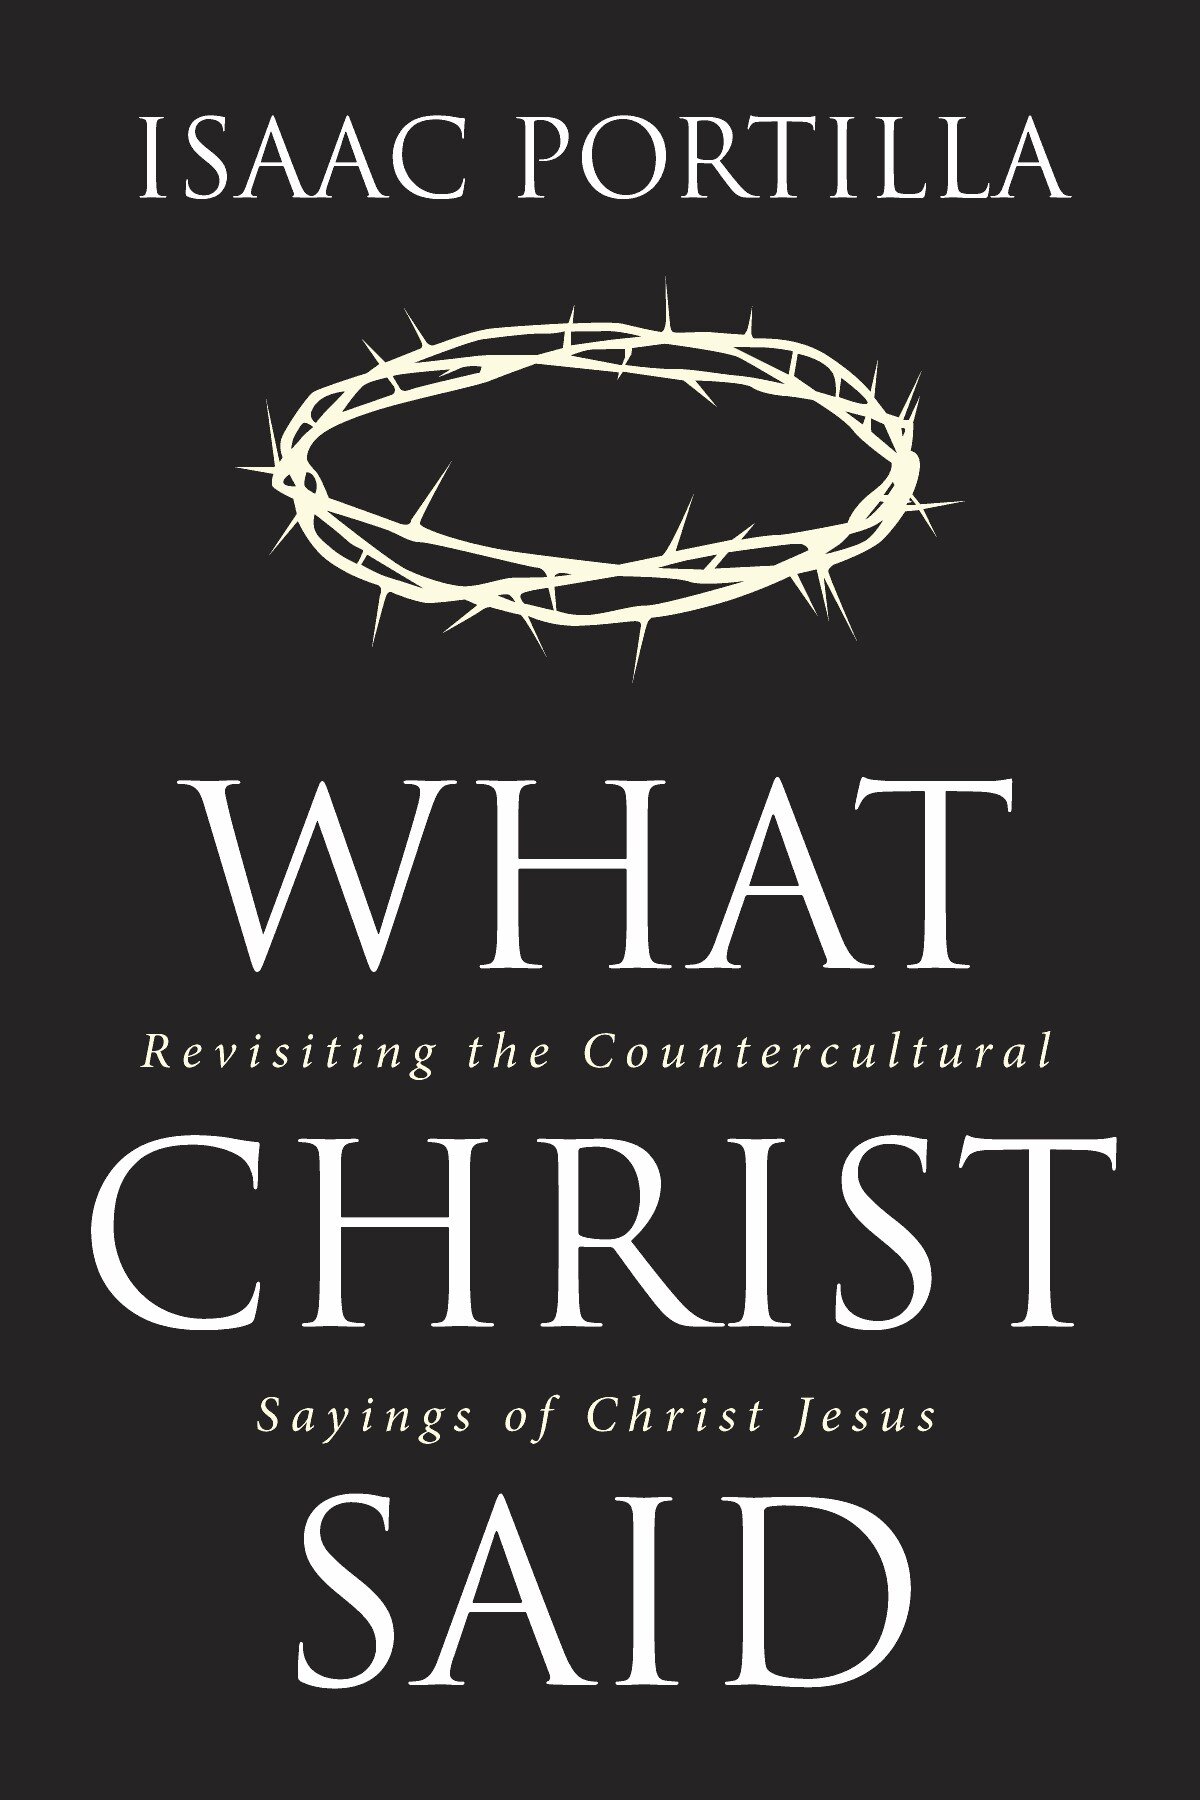 ISAAC PORTILLA
WHAT
Revisiting the Countercultural
CHRIST
Sayings of Christ Jesus
SAID